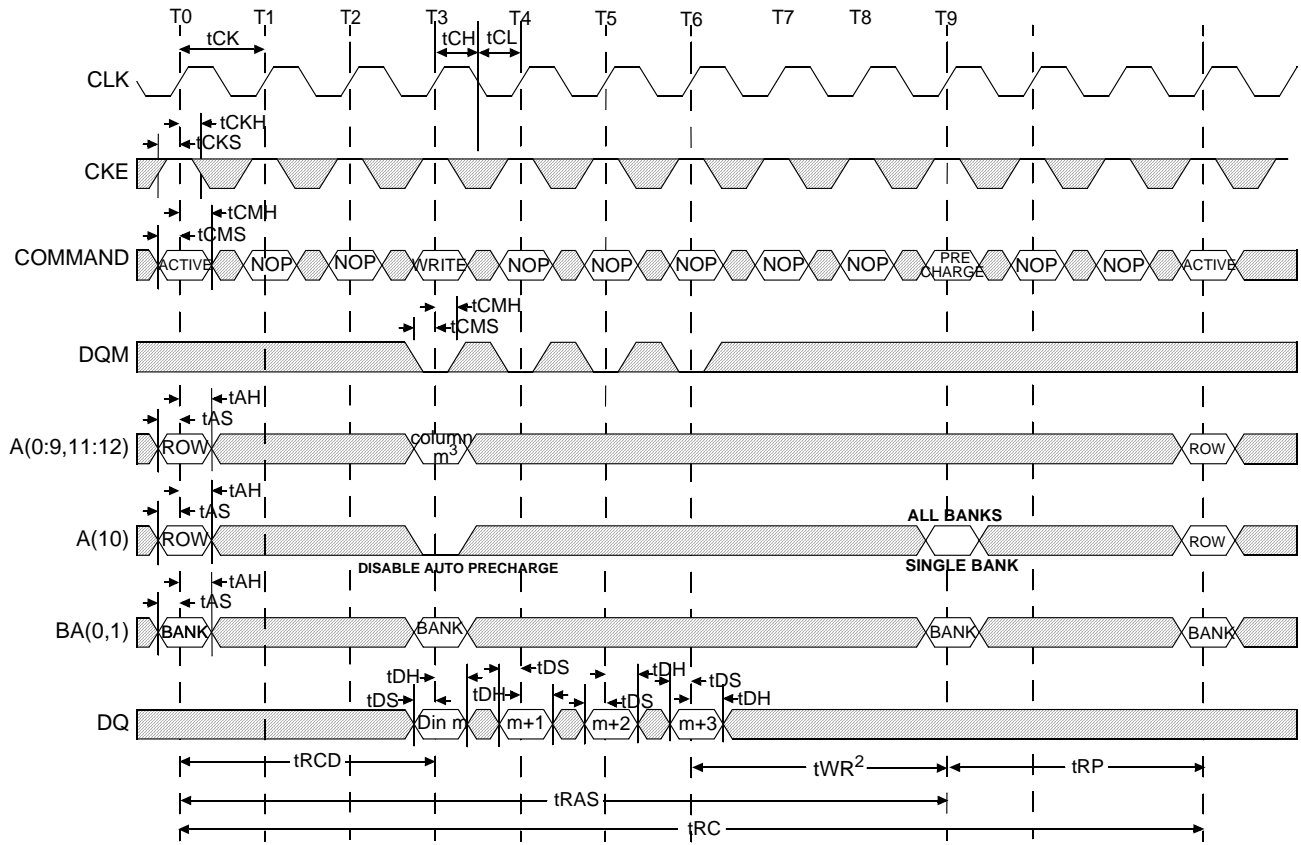 T0 T1 T2 T3 T4 T5 T6 T7 T8 T9
tCK tCH tCL
CLK
tCKH
tCKS
CKE
tCMH
tCMS
COMMAND ACTIVE NOP NOP WRITE NOP NOP NOP NOP NOP PRE CHARGE NOP NOP ACTIVE
tCMH
tCMS
DQM
tAH
tAS
A(0:9,11:12) ROW column m³ ROW
tAH
tAS
ALL BANKS
A(10) ROW ROW
DISABLE AUTO PRECHARGE SINGLE BANK
tAH
tAS
BA(0,1) BANK BANK BANK BANK
tDH tDS tDH tDS
tDS tDH tDS tDH
DQ Din m m+1 m+2 m+3
tRCD tWR² tRP
tRAS
tRC